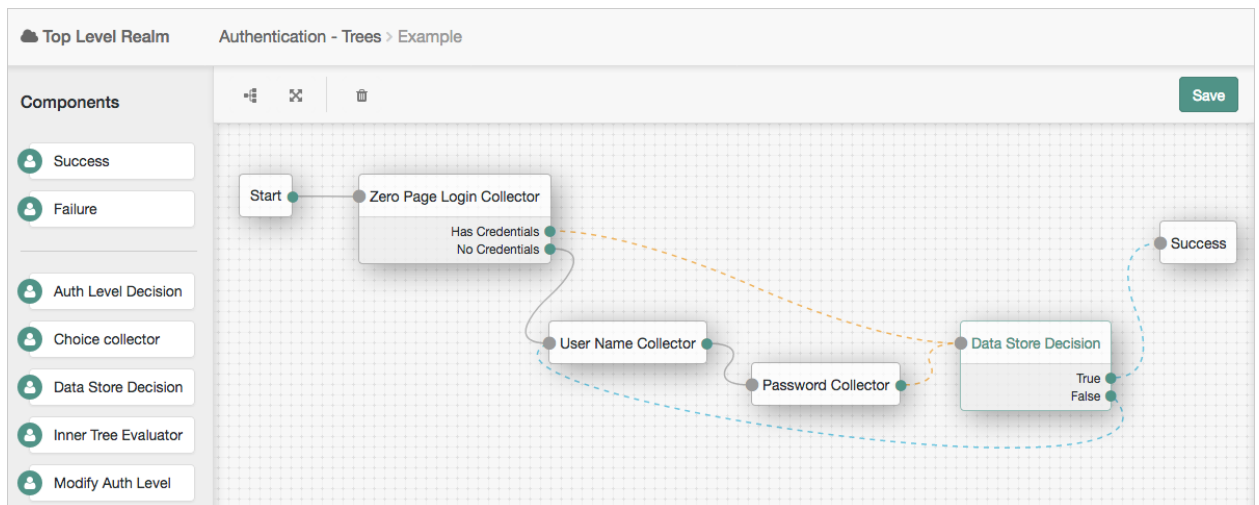 Top Level Realm
Authentication - Trees > Example
Components
Save
Success
Failure
Auth Level Decision
Choice collector
Data Store Decision
Inner Tree Evaluator
Modify Auth Level
Start
Zero Page Login Collector
Has Credentials
No Credentials
User Name Collector
Password Collector
Data Store Decision
True
False
Success